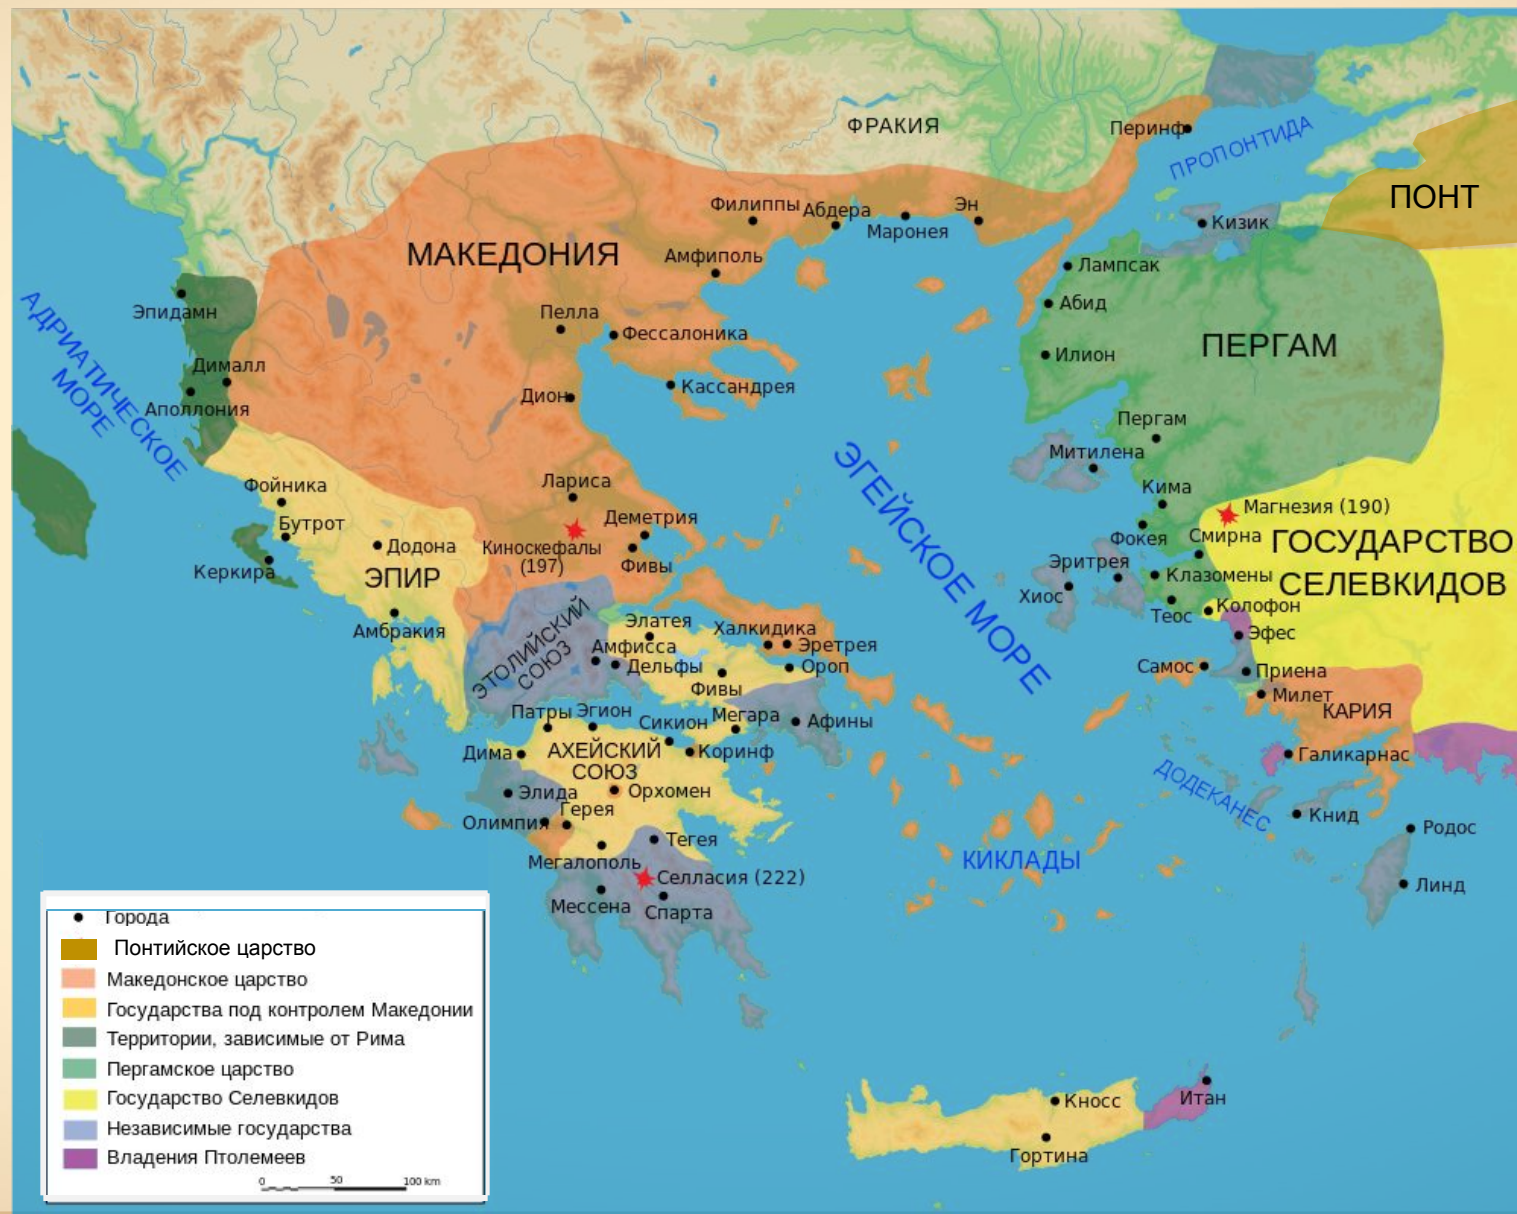 ФРАКИЯ
Перинф
ПРОПОНТИДА
ПОНТ
Филиппы
Абдера
Эн
Маронея
Кизик
МАКЕДОНИЯ
Амфиполь
Лампсак
Эпидамн
Пелла
Абид
Фессалоника
АДРИАТИЧЕСКОЕ
МОРЕ
Дималл
Илион
ПЕРГАМ
Дион
Кассандрея
Аполлония
Пергам
Митилена
ЭГЕЙСКОЕ МОРЕ
Фойника
Лариса
Кима
Бутрот
Деметрия
Магнезия (190)
Додона
Киноскефалы
(197)
Фокея
Смирна
ГОСУДАРСТВО
СЕЛЕВКИДОВ
Керкира
ЭПИР
Фивы
Эритрея
Клазомены
Хиос
Теос
Колофон
Амбракия
Элатея
Халкидика
Эретрея
Эфес
ЭТОЛИЙСКИЙ
СОЮЗ
Амфисса
Дельфы
Ороп
Самос
Приена
Фивы
Милет
КАРИЯ
Патры
Эгион
Сикион
Мегара
Афины
Дима
АХЕЙСКИЙ
СОЮЗ
Коринф
Галикарнас
ДОДЕКАНЕС
Элида
Орхомен
Герея
Олимпия
Книд
Родос
Тегея
Мегалополь
КИКЛАДЫ
Селласия (222)
Линд
Мессена
Спарта
Кносс
Итан
Гортина
Города
Понтийское царство
Македонское царство
Государства под контролем Македонии
Территории, зависимые от Рима
Пергамское царство
Государство Селевкидов
Независимые государства
Владения Птолемеев
0 50 100 km